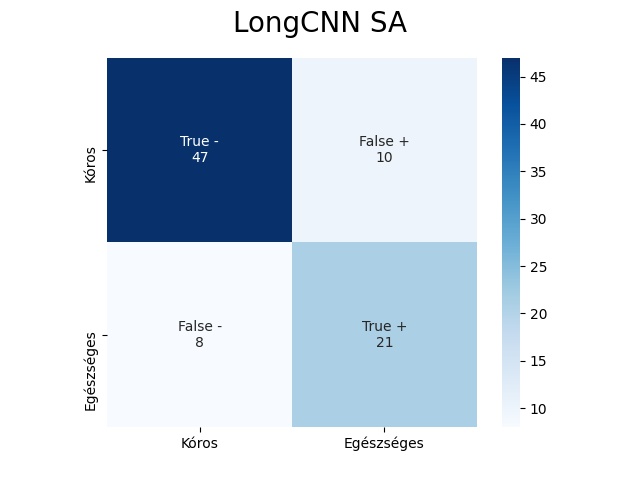 LongCNN SA
Kóros
True -
47
False +
10
Egészséges
False -
8
True +
21
Kóros
Egészséges
45
40
35
30
25
20
15
10